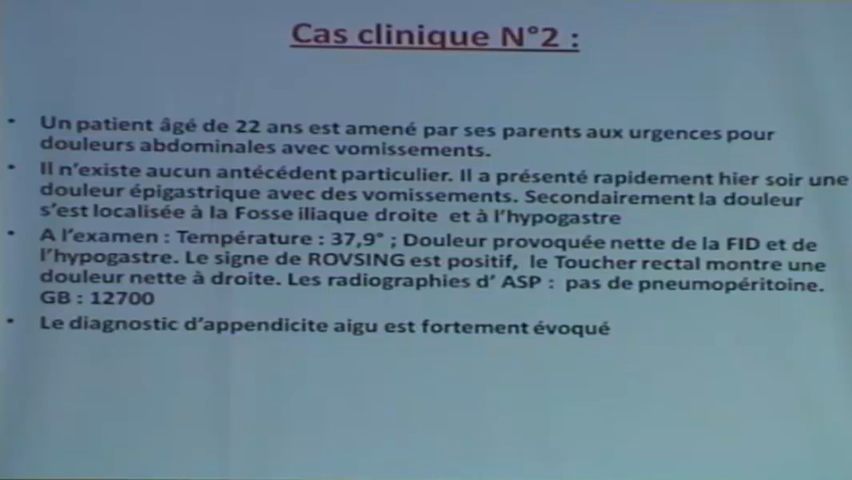 Cas clinique N°2 :
• Un patient âgé de 22 ans est amené par ses parents aux urgences pour
douleurs abdominales avec vomissements.
• Il n'existe aucun antécédent particulier. Il a présenté rapidement hier soir une
douleur épigastrique avec des vomissements. Secondairement la douleur
s'est localisée à la Fosse iliaque droite et à l'hypogastre
• A l'examen : Température : 37,9° ; Douleur provoquée nette de la FID et de
l'hypogastre. Le signe de ROVSING est positif, le Toucher rectal montre une
douleur nette à droite. Les radiographies d' ASP : pas de pneumopéritoine.
GB : 12700
• Le diagnostic d'appendicite aigu est fortement évoqué